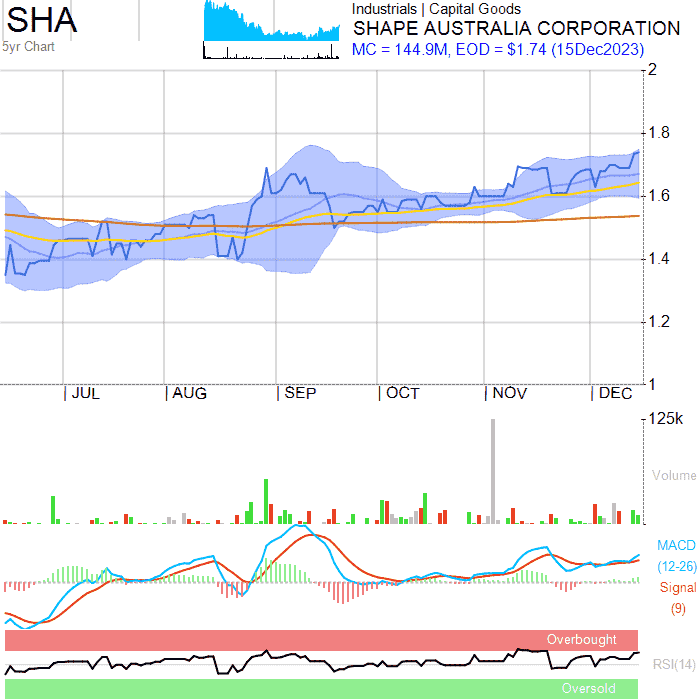 SHA
5yr Chart
Industrials | Capital Goods
SHAPE AUSTRALIA CORPORATION
MC = 144.9M, EOD = $1.74 (15Dec2023)
2
1.8
1.6
1.4
1.2
1
JUL AUG SEP OCT NOV DEC
125k
Volume
MACD
(12-26)
Signal
(9)
Overbought
RSI(14)
Oversold